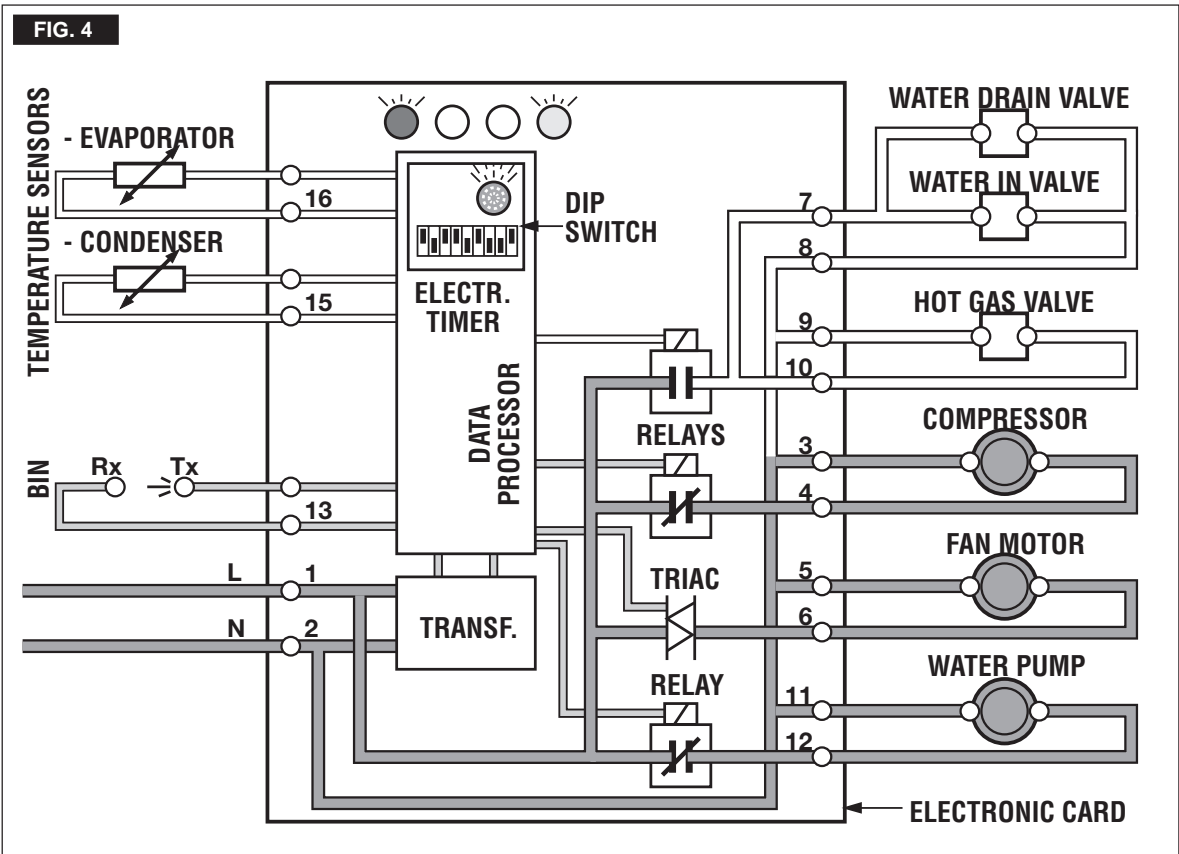 FIG. 4
TEMPERATURE SENSORS
- EVAPORATOR
16
- CONDENSER
15
BIN
Rx
Tx
13
L
1
N
2
DIP
SWITCH
ELECTR.
TIMER
DATA
PROCESSOR
TRANSF.
RELAYS
TRIAC
RELAY
WATER DRAIN VALVE
WATER IN VALVE
7
8
HOT GAS VALVE
9
10
COMPRESSOR
3
4
FAN MOTOR
5
6
WATER PUMP
11
12
ELECTRONIC CARD